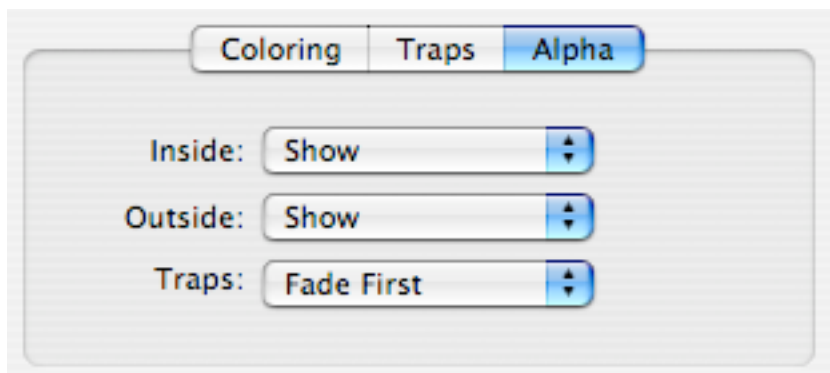 Coloring Traps Alpha
Inside: Show
Outside: Show
Traps: Fade First